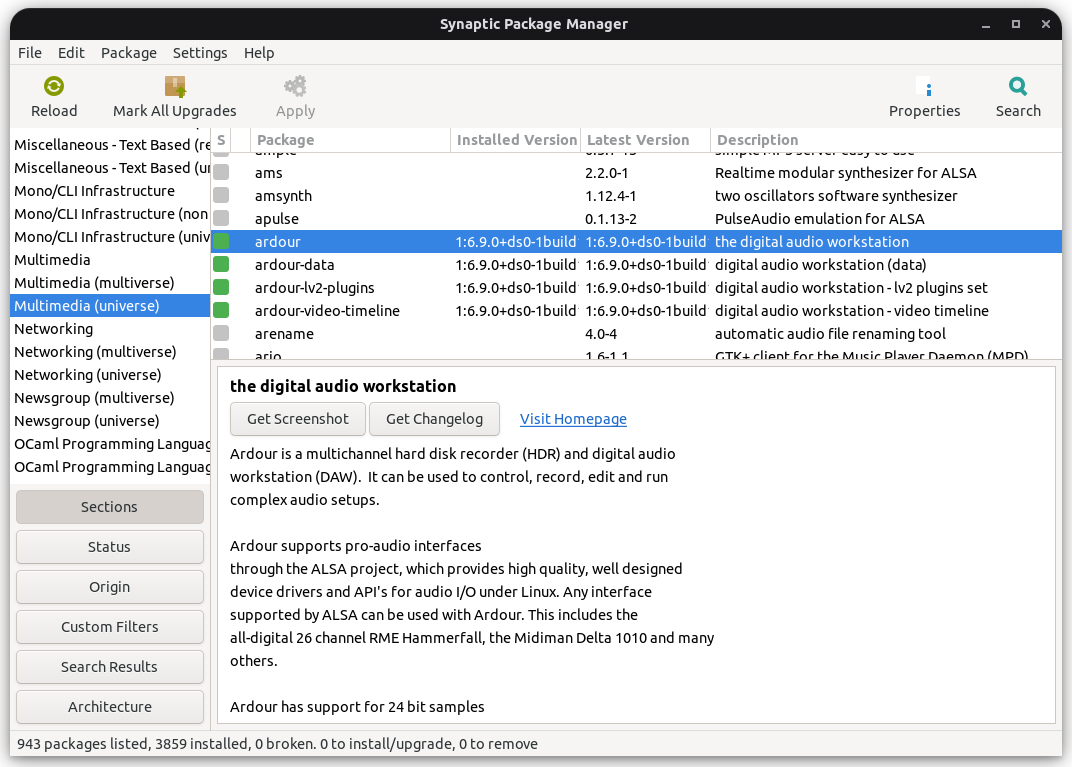 Synaptic Package Manager
File Edit Package Settings Help
Reload Mark All Upgrades Apply Properties Search
Miscellaneous - Text Based (re
Miscellaneous - Text Based (un
Mono/CLI Infrastructure
Mono/CLI Infrastructure (non
Mono/CLI Infrastructure (univ
Multimedia
Multimedia (multiverse)
Multimedia (universe)
Networking
Networking (multiverse)
Networking (universe)
Newsgroup (multiverse)
Newsgroup (universe)
OCaml Programming Languag
OCaml Programming Languag
Sections
Status
Origin
Custom Filters
Search Results
Architecture
S Package Installed Version Latest Version Description
ams 2.2.0-1 Realtime modular synthesizer for ALSA
amsynth 1.12.4-1 two oscillators software synthesizer
apulse 0.1.13-2 PulseAudio emulation for ALSA
ardour 1:6.9.0+ds0-1build 1:6.9.0+ds0-1build the digital audio workstation
ardour-data 1:6.9.0+ds0-1build 1:6.9.0+ds0-1build digital audio workstation (data)
ardour-lv2-plugins 1:6.9.0+ds0-1build 1:6.9.0+ds0-1build digital audio workstation - lv2 plugins set
ardour-video-timeline 1:6.9.0+ds0-1build 1:6.9.0+ds0-1build digital audio workstation - video timeline
arename 4.0-4 automatic audio file renaming tool
ario 1.6-1.1 GTK+ client for the Music Player Daemon (MPD)
the digital audio workstation
Get Screenshot Get Changelog Visit Homepage
Ardour is a multichannel hard disk recorder (HDR) and digital audio
workstation (DAW). It can be used to control, record, edit and run
complex audio setups.
Ardour supports pro-audio interfaces
through the ALSA project, which provides high quality, well designed
device drivers and API's for audio I/O under Linux. Any interface
supported by ALSA can be used with Ardour. This includes the
all-digital 26 channel RME Hammerfall, the Midiman Delta 1010 and many
others.
Ardour has support for 24 bit samples
943 packages listed, 3859 installed, 0 broken. 0 to install/upgrade, 0 to remove